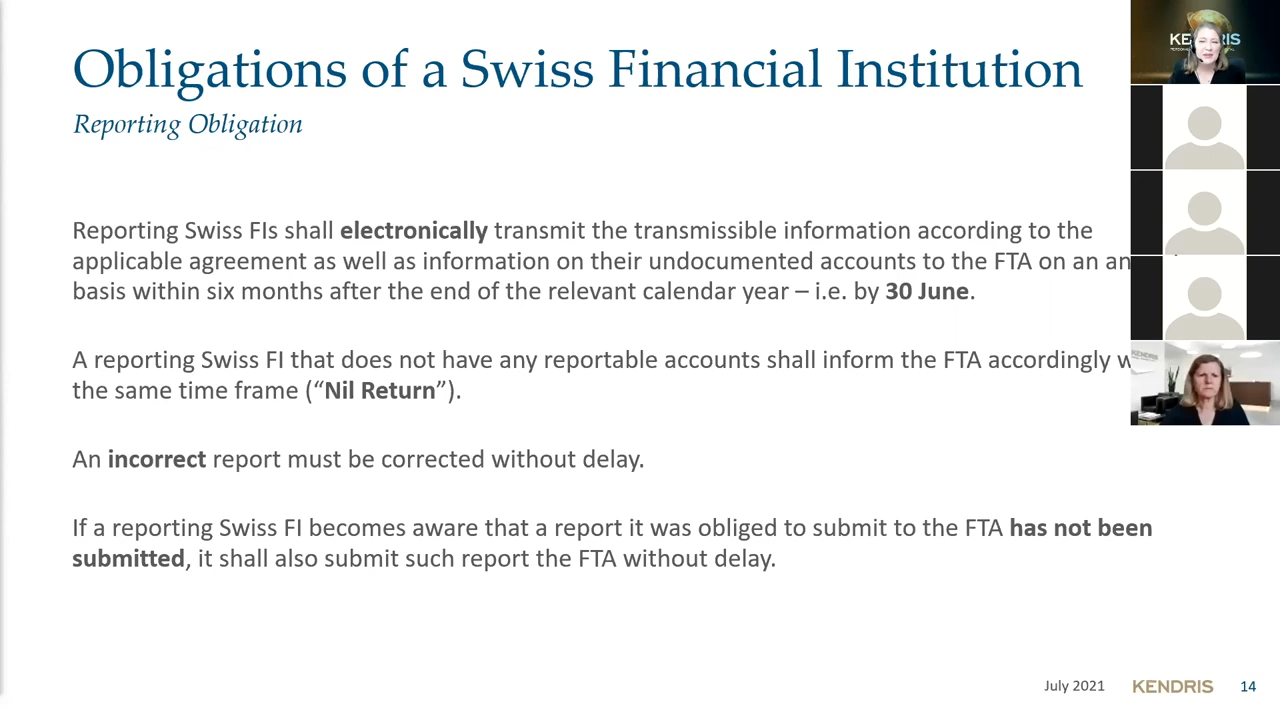 Obligations of a Swiss Financial Institution
Reporting Obligation
Reporting Swiss FIs shall electronically transmit the transmissible information according to the
applicable agreement as well as information on their undocumented accounts to the FTA on an
basis within six months after the end of the relevant calendar year – i.e. by 30 June.
A reporting Swiss FI that does not have any reportable accounts shall inform the FTA accordingly
the same time frame (“Nil Return”).
An incorrect report must be corrected without delay.
If a reporting Swiss FI becomes aware that a report it was obliged to submit to the FTA has not been
submitted, it shall also submit such report the FTA without delay.
July 2021
KENDRIS
14